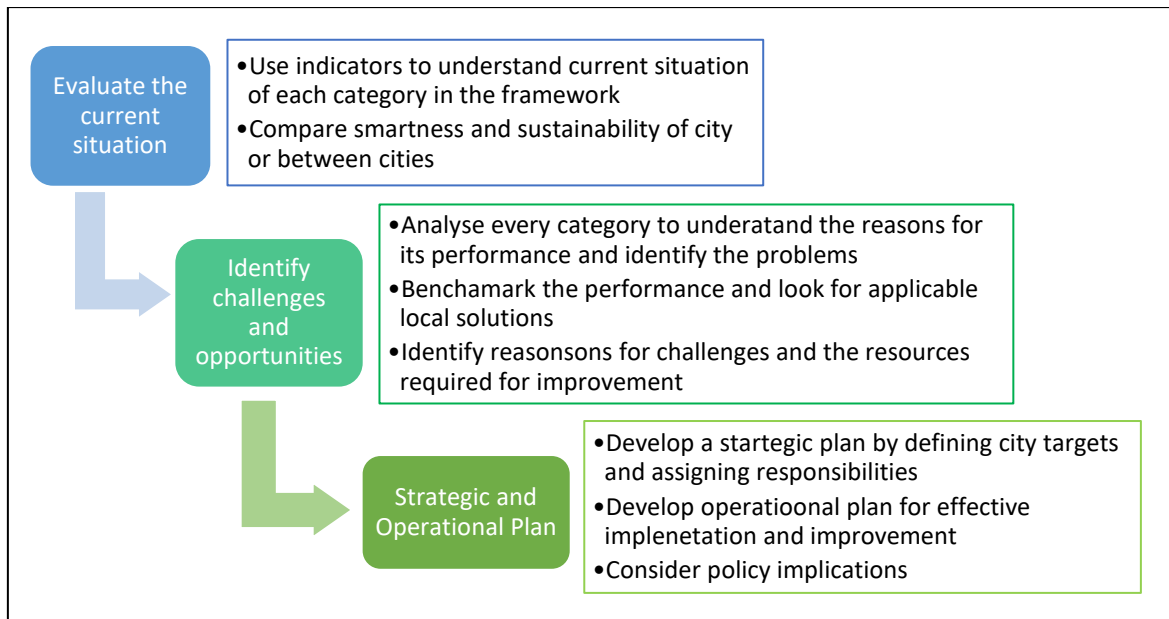 Evaluate the
current
situation
•Use indicators to understand current situation
of each category in the framework
•Compare smartness and sustainability of city
or between cities
Identify
challenges
and
opportunities
•Analyse every category to underatand the reasons for
its performance and identify the problems
•Benchamark the performance and look for applicable
local solutions
•Identify reasonsons for challenges and the resources
required for improvement
Strategic and
Operational Plan
•Develop a startegic plan by defining city targets
and assigning responsibilities
•Develop operatioonal plan for effective
implenetation and improvement
•Consider policy implications